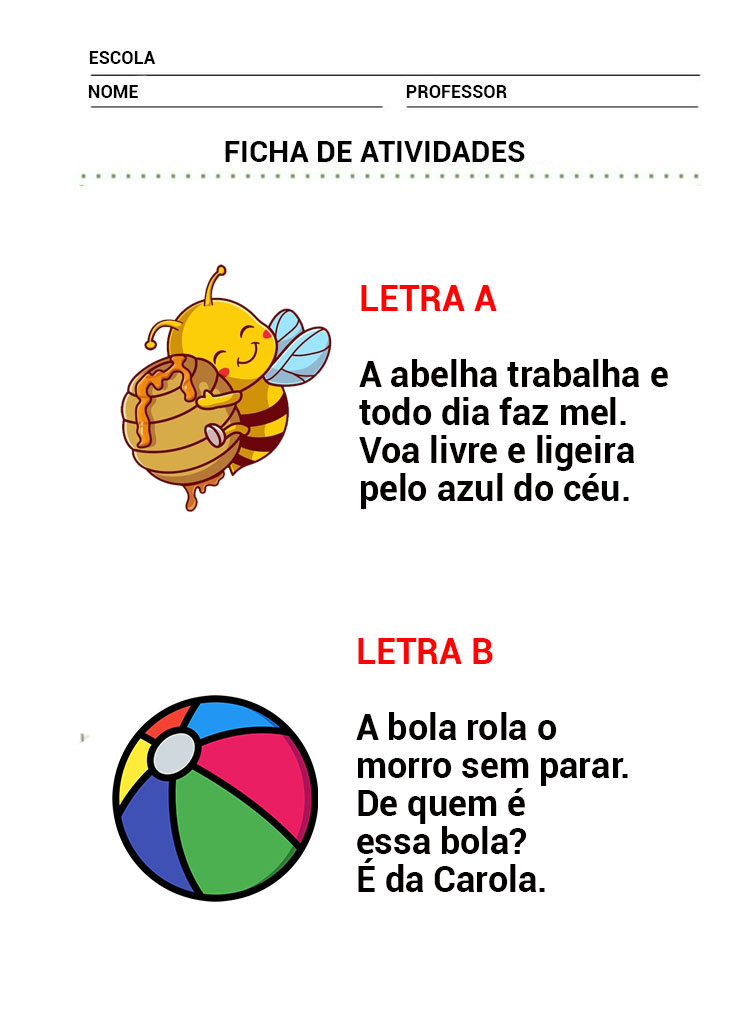 ESCOLA
NOME PROFESSOR
FICHA DE ATIVIDADES
LETRA A
A abelha trabalha e
todo dia faz mel.
Voa livre e ligeira
pelo azul do céu.
LETRA B
A bola rola o
morro sem parar.
De quem é
essa bola?
É da Carola.